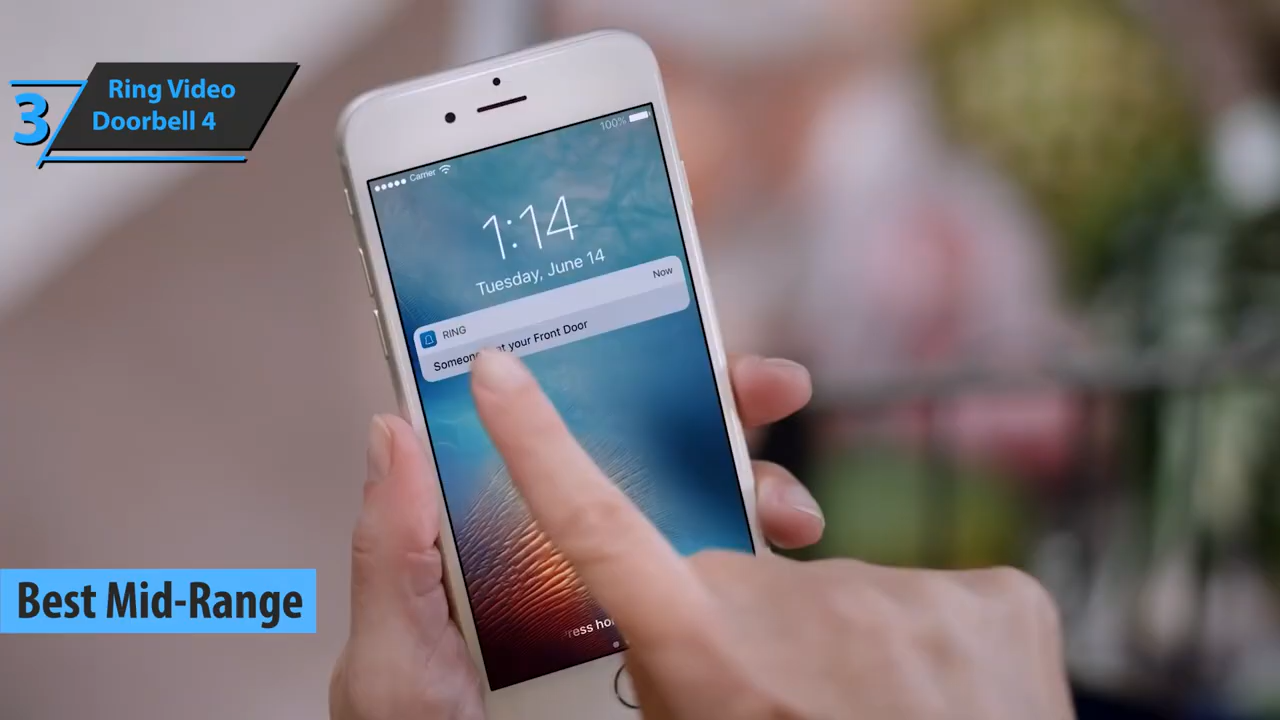 3
Ring Video
Doorbell 4
100%
Carrier
1:14
Tuesday, June 14
RING
Now
your Front Door
Best Mid-Range